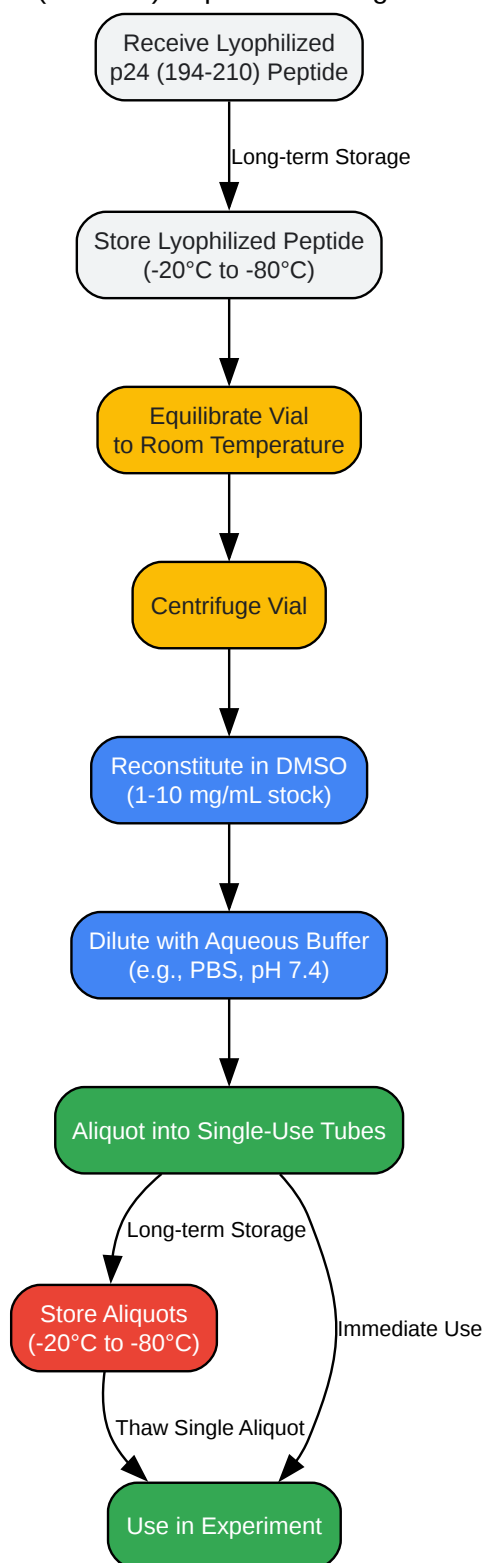 Receive Lyophilized
p24 (194-210) Peptide
Long-term Storage
Store Lyophilized Peptide
(-20°C to -80°C)
Equilibrate Vial
to Room Temperature
Centrifuge Vial
Reconstitute in DMSO
(1-10 mg/mL stock)
Dilute with Aqueous Buffer
(e.g., PBS, pH 7.4)
Aliquot into Single-Use Tubes
Long-term Storage
Store Aliquots
(-20°C to -80°C)
Immediate Use
Thaw Single Aliquot
Use in Experiment